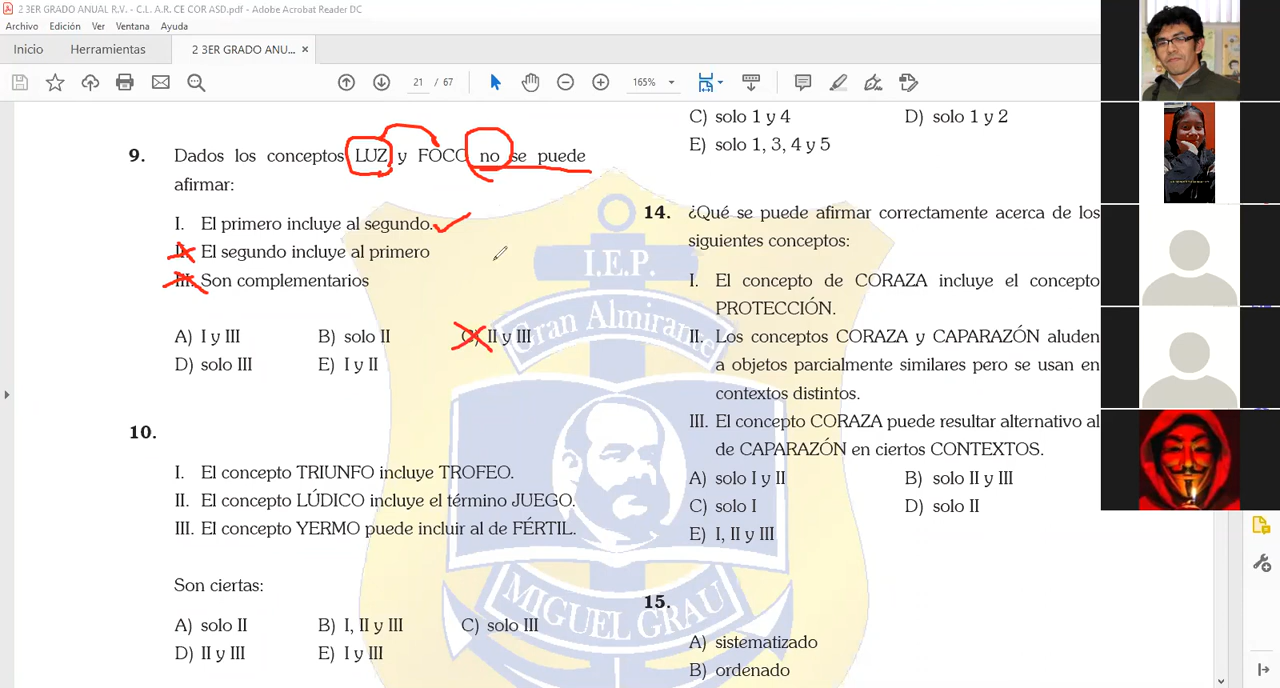 2 3ER GRADO ANUAL R.V. - C.L. A.R. CE COR ASD.pdf - Adobe Acrobat Reader DC
Archivo Edición Ver Ventana Ayuda
Inicio Herramientas 2 3ER GRADO ANU... ×
21 / 67 165%
9. Dados los conceptos LUZ y FOCO no se puede
afirmar:
I. El primero incluye al segundo.
II. El segundo incluye al primero
III. Son complementarios
A) I y III B) solo II C) II y III
D) solo III E) I y II
10.
I. El concepto TRIUNFO incluye TROFEO.
II. El concepto LÚDICO incluye el término JUEGO.
III. El concepto YERMO puede incluir al de FÉRTIL.
Son ciertas:
A) solo II B) I, II y III C) solo III
D) II y III E) I y III
C) solo 1 y 4 D) solo 1 y 2
E) solo 1, 3, 4 y 5
14. ¿Qué se puede afirmar correctamente acerca de los
siguientes conceptos:
I. El concepto de CORAZA incluye el concepto
PROTECCIÓN.
II. Los conceptos CORAZA y CAPARAZÓN aluden
a objetos parcialmente similares pero se usan en
contextos distintos.
III. El concepto CORAZA puede resultar alternativo al
de CAPARAZÓN en ciertos CONTEXTOS.
A) solo I y II B) solo II y III
C) solo I D) solo II
E) I, II y III
15.
A) sistematizado
B) ordenado
I.E.P.
Gran Almirante
MIGUEL GRAU